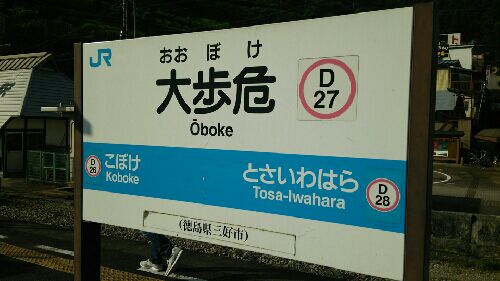 JR
おおぼけ
大歩危
Ōboke
D
27
D
26
こぼけ
Koboke
とさいわはら
Tosa-Iwahara
D
28
(徳島県三好市)